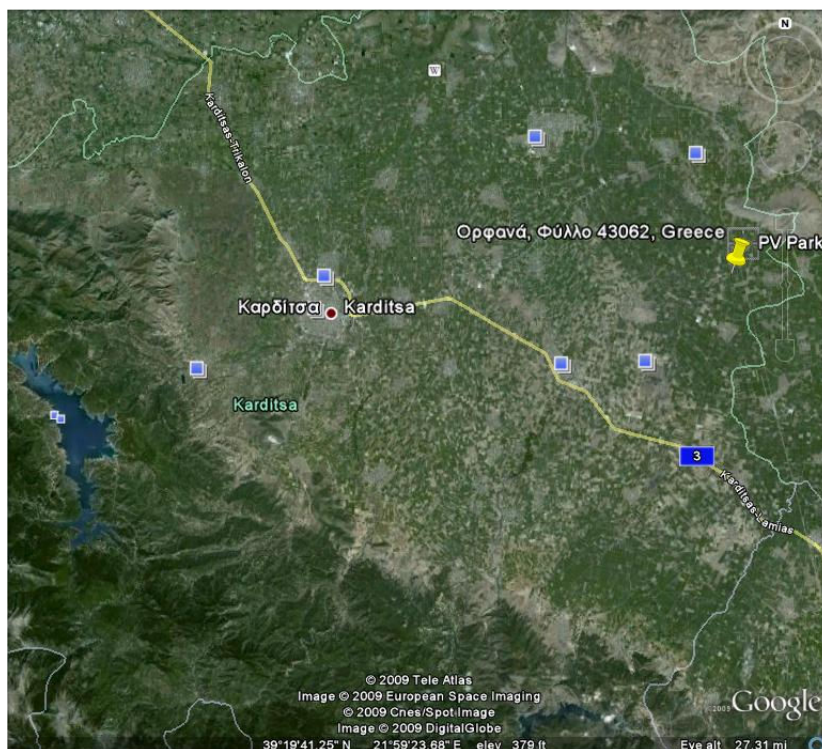 N
W
Karditsas-Trikalon
Ορφανά, Φύλλο 43062, Greece
PV Park
Καρδίτσα
Karditsa
Karditsa
3
Karditsas-Lamias
© 2009 Tele Atlas
Image © 2009 European Space Imaging
© 2009 Cnes/Spot Image
Image © 2009 DigitalGlobe
©2009 Google
39°19'41.25" N 21°59'23.68" E elev 379 ft
Eye alt 27.31 mi